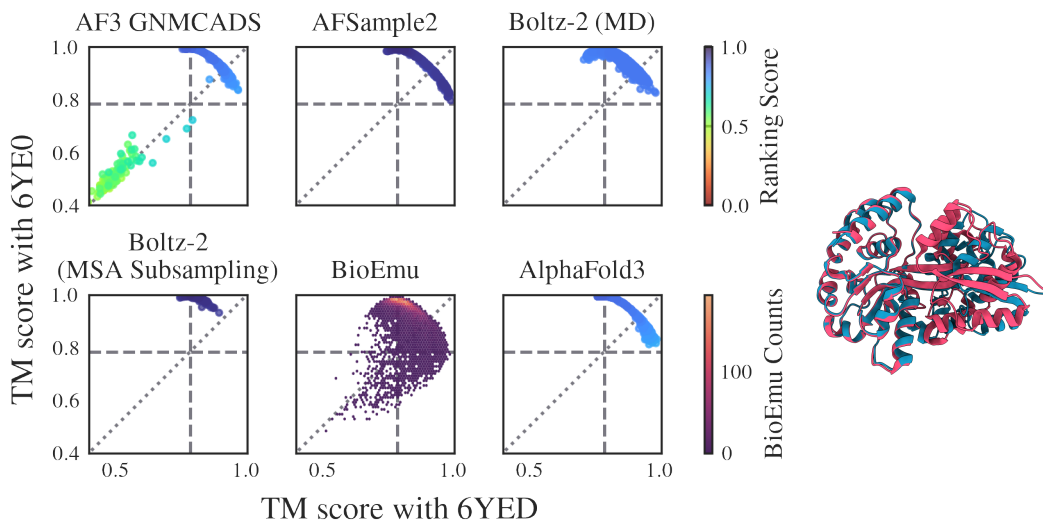 AF3 GNMCADS
AFSample2
Boltz-2 (MD)
1.0
0.8
0.6
0.4
1.0
0.5
0.0
Ranking Score
TM score with 6YE0
Boltz-2
(MSA Subsampling)
BioEmu
AlphaFold3
1.0
0.8
0.6
0.4
0.5
1.0
0.5
1.0
0.5
1.0
100
0
BioEmu Counts
TM score with 6YED